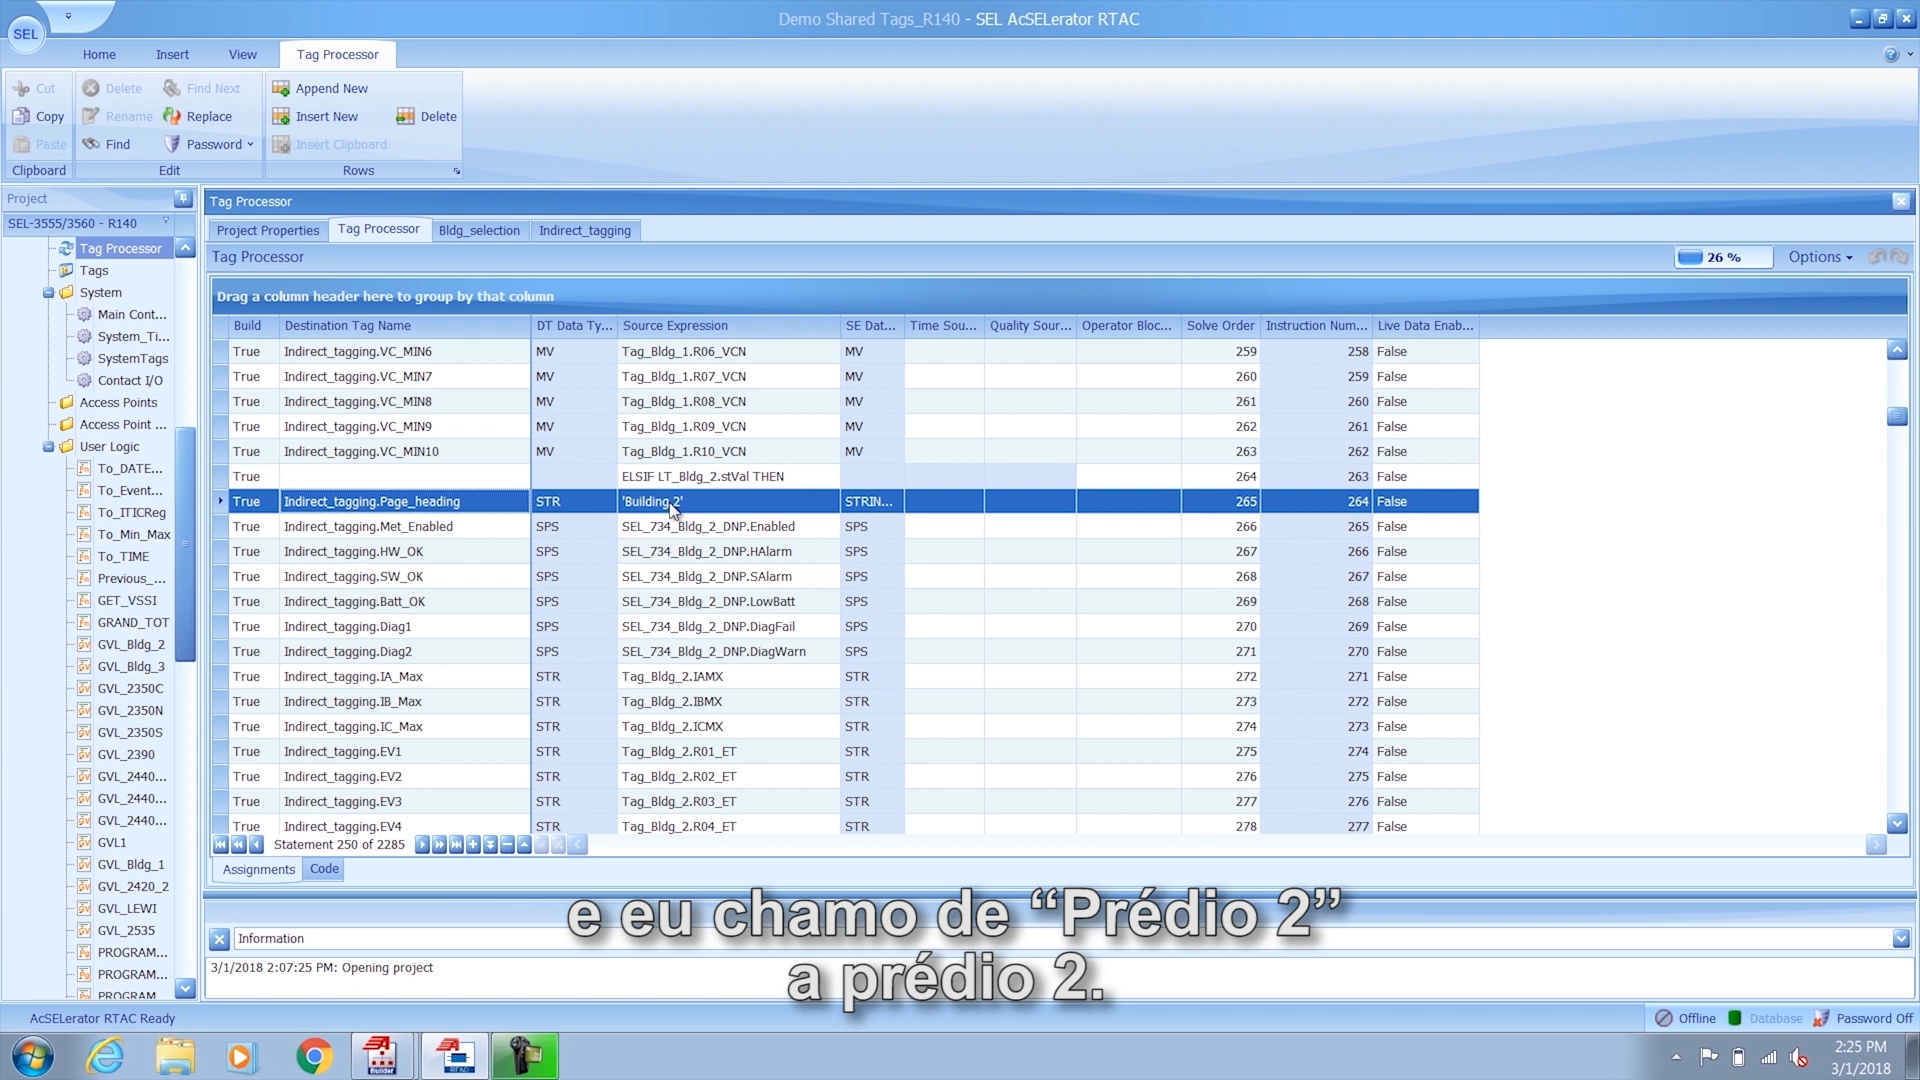 SEL
Demo Shared Tags_R140 - SEL AcSELerator RTAC
Home Insert View Tag Processor
Cut Delete Find Next Append New
Copy Rename Replace Insert New Delete
Paste Find Password Insert Clipboard
Clipboard Edit Rows
Project
SEL-3555/3560 - R140
Tag Processor
Tags
System
Main Cont...
System_Ti...
SystemTags
Contact I/O
Access Points
Access Point ...
User Logic
To_DATE...
To_Event...
To_ITICReg
To_Min_Max
To_TIME
Previous_...
GET_VSSI
GRAND_TOT
GVL_Bldg_2
GVL_Bldg_3
GVL_2350C
GVL_2350N
GVL_2350S
GVL_2390
GVL_2440...
GVL_2440...
GVL_2440...
GVL1
GVL_Bldg_1
GVL_2420_2
GVL_LEWI
GVL_2535
PROGRAM...
PROGRAM...
PROGRAM
Tag Processor
Project Properties Tag Processor Bldg_selection Indirect_tagging
Tag Processor 26 % Options
Drag a column header here to group by that column
Build Destination Tag Name DT Data Ty... Source Expression SE Dat... Time Sou... Quality Sour... Operator Bloc... Solve Order Instruction Num... Live Data Enab...
True Indirect_tagging.VC_MIN6 MV Tag_Bldg_1.R06_VCN MV 259 258 False
True Indirect_tagging.VC_MIN7 MV Tag_Bldg_1.R07_VCN MV 260 259 False
True Indirect_tagging.VC_MIN8 MV Tag_Bldg_1.R08_VCN MV 261 260 False
True Indirect_tagging.VC_MIN9 MV Tag_Bldg_1.R09_VCN MV 262 261 False
True Indirect_tagging.VC_MIN10 MV Tag_Bldg_1.R10_VCN MV 263 262 False
True ELSIF LT_Bldg_2.stVal THEN 264 263 False
True Indirect_tagging.Page_heading STR 'Building 2' STRIN... 265 264 False
True Indirect_tagging.Met_Enabled SPS SEL_734_Bldg_2_DNP.Enabled SPS 266 265 False
True Indirect_tagging.HW_OK SPS SEL_734_Bldg_2_DNP.HAlarm SPS 267 266 False
True Indirect_tagging.SW_OK SPS SEL_734_Bldg_2_DNP.SAlarm SPS 268 267 False
True Indirect_tagging.Batt_OK SPS SEL_734_Bldg_2_DNP.LowBatt SPS 269 268 False
True Indirect_tagging.Diag1 SPS SEL_734_Bldg_2_DNP.DiagFail SPS 270 269 False
True Indirect_tagging.Diag2 SPS SEL_734_Bldg_2_DNP.DiagWarn SPS 271 270 False
True Indirect_tagging.IA_Max STR Tag_Bldg_2.IAMX STR 272 271 False
True Indirect_tagging.IB_Max STR Tag_Bldg_2.IBMX STR 273 272 False
True Indirect_tagging.IC_Max STR Tag_Bldg_2.ICMX STR 274 273 False
True Indirect_tagging.EV1 STR Tag_Bldg_2.R01_ET STR 275 274 False
True Indirect_tagging.EV2 STR Tag_Bldg_2.R02_ET STR 276 275 False
True Indirect_tagging.EV3 STR Tag_Bldg_2.R03_ET STR 277 276 False
True Indirect_tagging.EV4 STR Tag_Bldg_2.R04_ET STR 278 277 False
Statement 250 of 2285
Assignments Code
e eu chamo de “Prédio 2”
a prédio 2.
Information
3/1/2018 2:07:25 PM: Opening project
AcSELerator RTAC Ready Offline Database Password Off
Builder RTAC
2:25 PM
3/1/2018